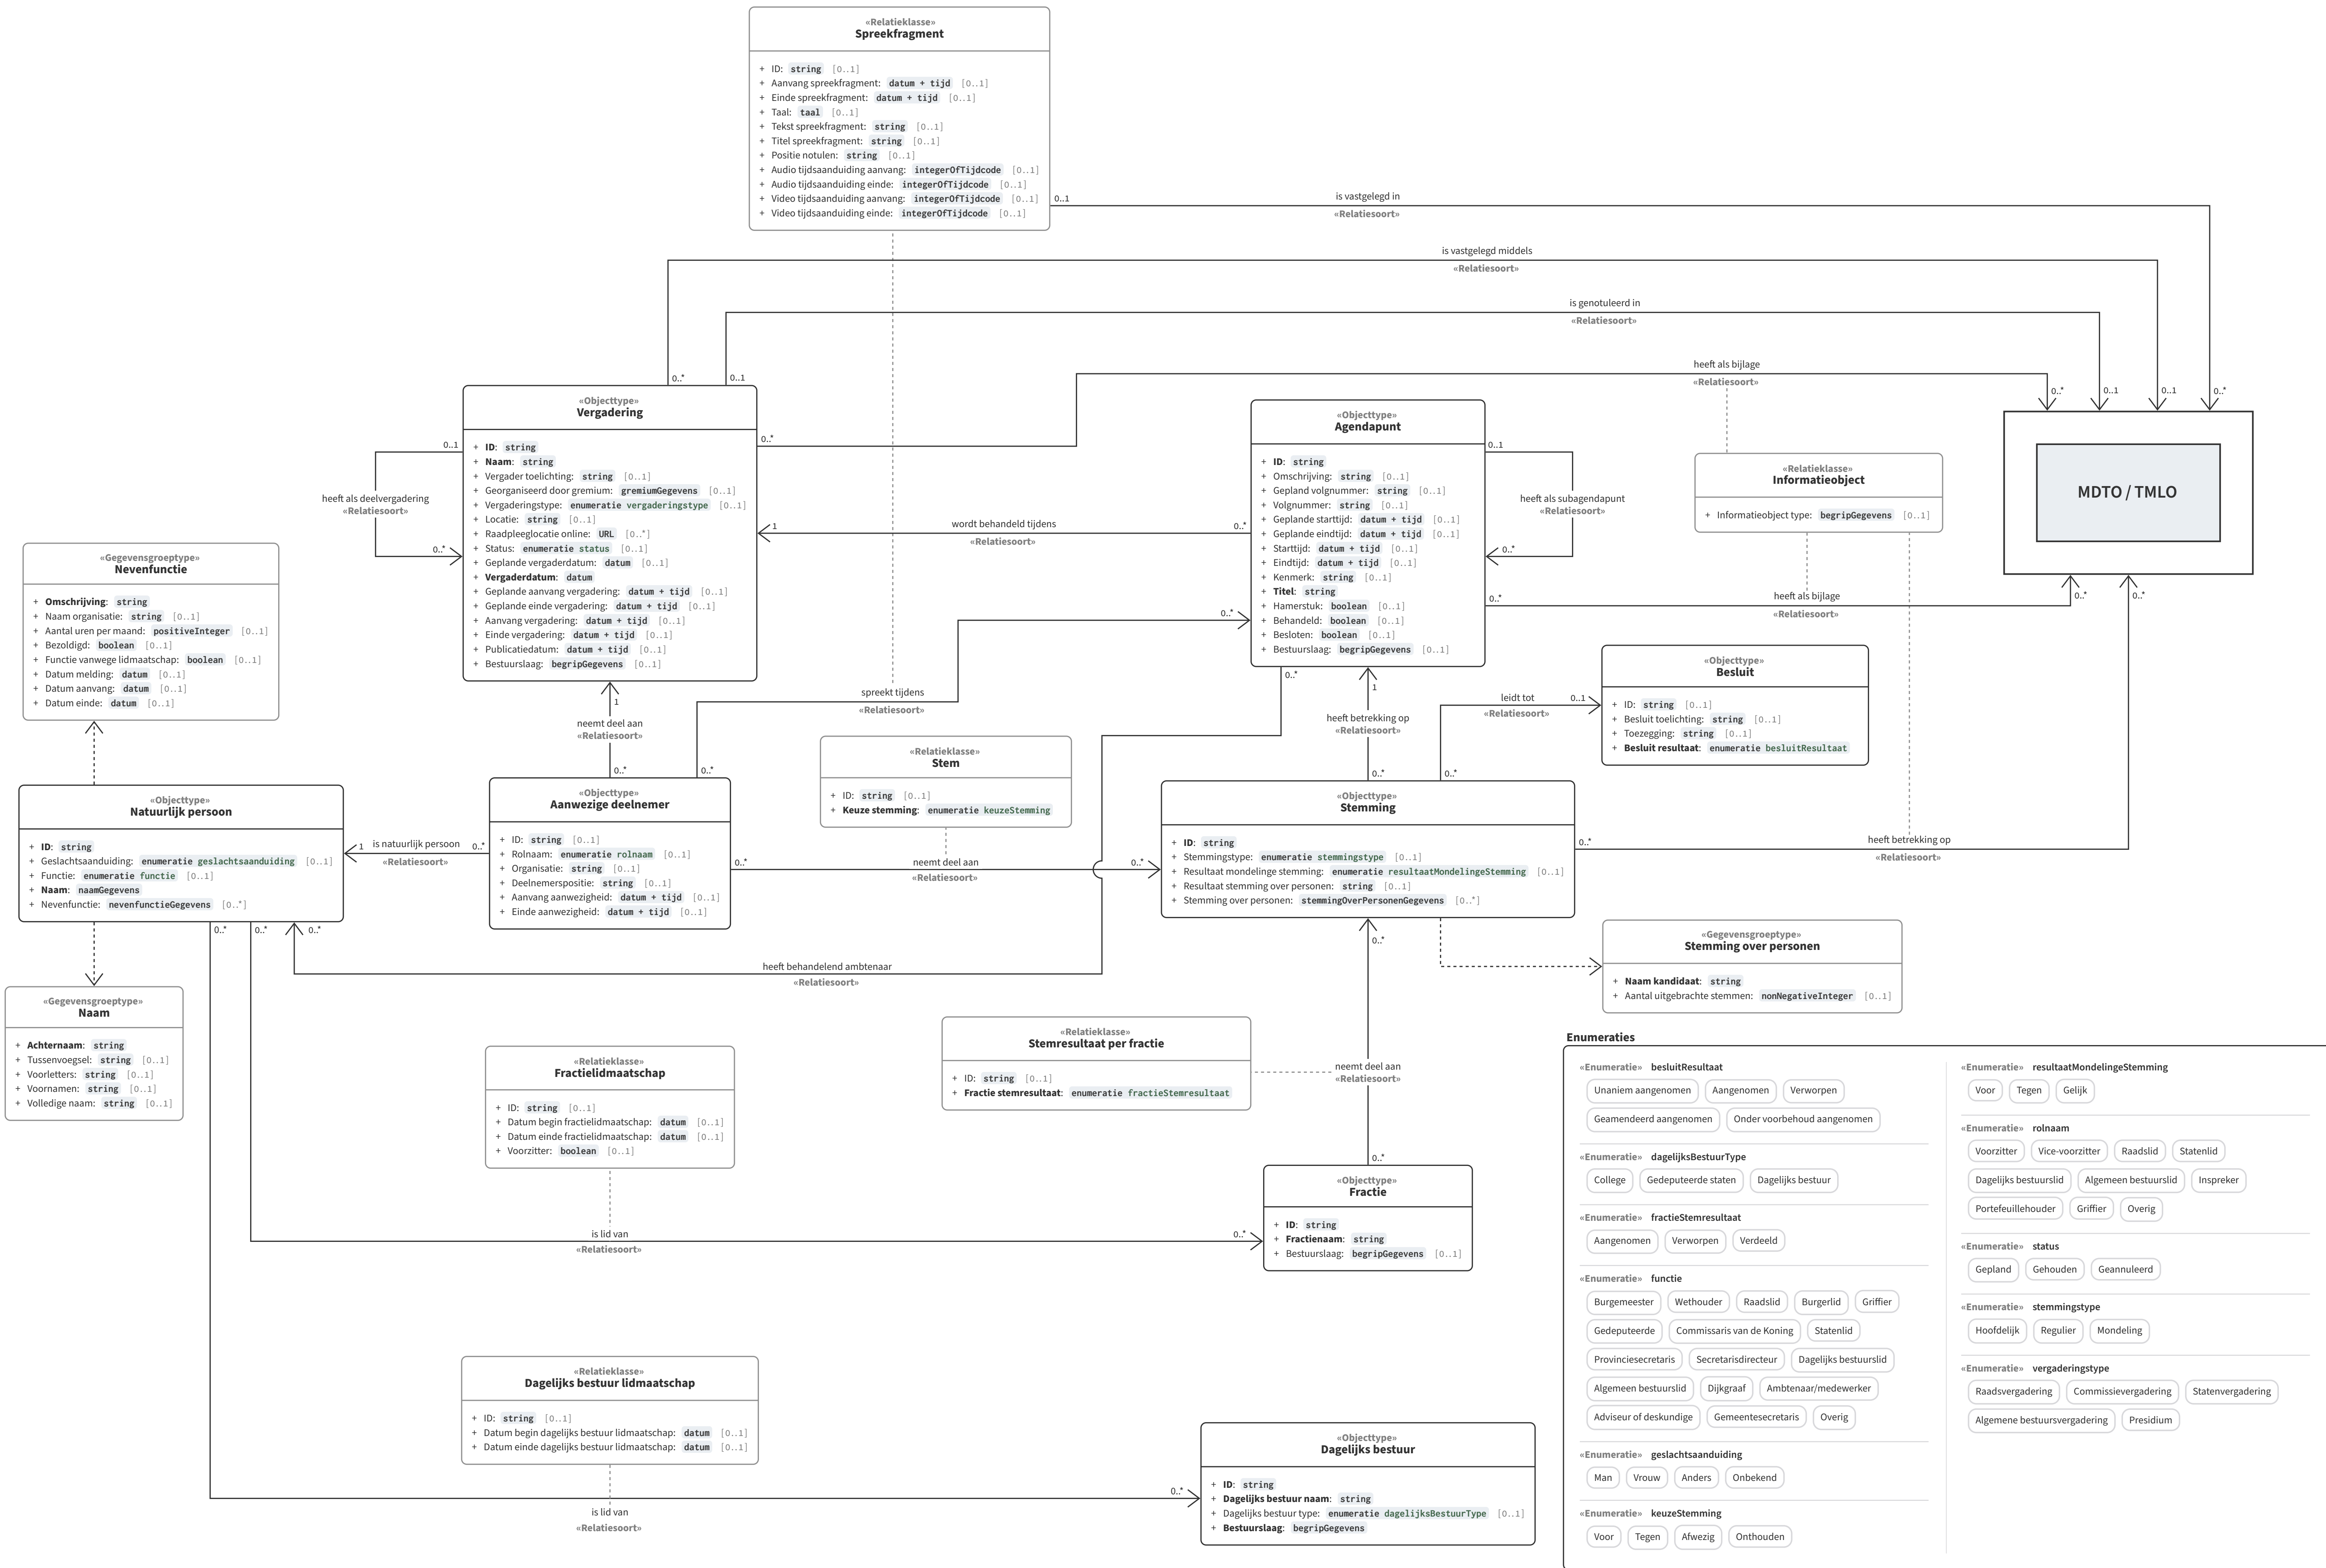 «Relatieklasse»
Spreekfragment
+ ID: string [0..1]
+ Aanvang spreekfragment: datum + tijd [0..1]
+ Einde spreekfragment: datum + tijd [0..1]
+ Taal: taal [0..1]
+ Tekst spreekfragment: string [0..1]
+ Titel spreekfragment: string [0..1]
+ Positie notulen: string [0..1]
+ Audio tijdsaanduiding aanvang: integerOfTijdcode [0..1]
+ Audio tijdsaanduiding einde: integerOfTijdcode [0..1]
+ Video tijdsaanduiding aanvang: integerOfTijdcode [0..1]
+ Video tijdsaanduiding einde: integerOfTijdcode [0..1]
0..1
is vastgelegd in
«Relatiesoort»
is vastgelegd middels
«Relatiesoort»
is genotuleerd in
«Relatiesoort»
heeft als bijlage
«Relatiesoort»
0..*
0..1
0..*
0..1
0..1
0..*
«Objecttype»
Vergadering
+ ID: string
+ Naam: string
+ Vergader toelichting: string [0..1]
+ Georganiseerd door gremium: gremiumGegevens [0..1]
+ Vergaderingstype: enumeratie vergaderingstype [0..1]
+ Locatie: string [0..1]
+ Raadpleeglocatie online: URL [0..*]
+ Status: enumeratie status [0..1]
+ Geplande vergaderdatum: datum [0..1]
+ Vergaderdatum: datum
+ Geplande aanvang vergadering: datum + tijd [0..1]
+ Geplande einde vergadering: datum + tijd [0..1]
+ Aanvang vergadering: datum + tijd [0..1]
+ Einde vergadering: datum + tijd [0..1]
+ Publicatiedatum: datum + tijd [0..1]
+ Bestuurslaag: begripGegevens [0..1]
0..1
heeft als deelvergadering
«Relatiesoort»
0..*
0..*
1
wordt behandeld tijdens
«Relatiesoort»
0..*
«Objecttype»
Agendapunt
+ ID: string
+ Omschrijving: string [0..1]
+ Gepland volgnummer: string [0..1]
+ Volgnummer: string [0..1]
+ Geplande starttijd: datum + tijd [0..1]
+ Geplande eindtijd: datum + tijd [0..1]
+ Starttijd: datum + tijd [0..1]
+ Eindtijd: datum + tijd [0..1]
+ Kenmerk: string [0..1]
+ Titel: string
+ Hamerstuk: boolean [0..1]
+ Behandeld: boolean [0..1]
+ Besloten: boolean [0..1]
+ Bestuurslaag: begripGegevens [0..1]
0..1
heeft als subagendapunt
«Relatiesoort»
0..*
0..*
heeft als bijlage
«Relatiesoort»
0..*
0..*
«Relatieklasse»
Informatieobject
+ Informatieobject type: begripGegevens [0..1]
MDTO / TMLO
«Gegevensgroeptype»
Nevenfunctie
+ Omschrijving: string
+ Naam organisatie: string [0..1]
+ Aantal uren per maand: positiveInteger [0..1]
+ Bezoldigd: boolean [0..1]
+ Functie vanwege lidmaatschap: boolean [0..1]
+ Datum melding: datum [0..1]
+ Datum aanvang: datum [0..1]
+ Datum einde: datum [0..1]
0..*
spreekt tijdens
«Relatiesoort»
0..*
1
neemt deel aan
«Relatiesoort»
0..*
0..*
1
heeft betrekking op
«Relatiesoort»
0..*
leidt tot
«Relatiesoort»
0..1
0..*
«Objecttype»
Besluit
+ ID: string [0..1]
+ Besluit toelichting: string [0..1]
+ Toezegging: string [0..1]
+ Besluit resultaat: enumeratie besluitResultaat
«Relatieklasse»
Stem
+ ID: string [0..1]
+ Keuze stemming: enumeratie keuzeStemming
«Objecttype»
Natuurlijk persoon
+ ID: string
+ Geslachtsaanduiding: enumeratie geslachtsaanduiding [0..1]
+ Functie: enumeratie functie [0..1]
+ Naam: naamGegevens
+ Nevenfunctie: nevenfunctieGegevens [0..*]
1
is natuurlijk persoon
«Relatiesoort»
0..*
«Objecttype»
Aanwezige deelnemer
+ ID: string [0..1]
+ Rolnaam: enumeratie rolnaam [0..1]
+ Organisatie: string [0..1]
+ Deelnemerspositie: string [0..1]
+ Aanvang aanwezigheid: datum + tijd [0..1]
+ Einde aanwezigheid: datum + tijd [0..1]
0..*
neemt deel aan
«Relatiesoort»
0..*
«Objecttype»
Stemming
+ ID: string
+ Stemmingstype: enumeratie stemmingstype [0..1]
+ Resultaat mondelinge stemming: enumeratie resultaatMondelingeStemming [0..1]
+ Resultaat stemming over personen: string [0..1]
+ Stemming over personen: stemmingOverPersonenGegevens [0..*]
0..*
heeft betrekking op
«Relatiesoort»
0..*
0..*
0..*
0..*
heeft behandelend ambtenaar
«Relatiesoort»
«Gegevensgroeptype»
Stemming over personen
+ Naam kandidaat: string
+ Aantal uitgebrachte stemmen: nonNegativeInteger [0..1]
«Gegevensgroeptype»
Naam
+ Achternaam: string
+ Tussenvoegsel: string [0..1]
+ Voorletters: string [0..1]
+ Voornamen: string [0..1]
+ Volledige naam: string [0..1]
«Relatieklasse»
Fractielidmaatschap
+ ID: string [0..1]
+ Datum begin fractielidmaatschap: datum [0..1]
+ Datum einde fractielidmaatschap: datum [0..1]
+ Voorzitter: boolean [0..1]
«Relatieklasse»
Stemresultaat per fractie
+ ID: string [0..1]
+ Fractie stemresultaat: enumeratie fractieStemresultaat
neemt deel aan
«Relatiesoort»
0..*
«Objecttype»
Fractie
+ ID: string
+ Fractienaam: string
+ Bestuurslaag: begripGegevens [0..1]
is lid van
«Relatiesoort»
0..*
«Relatieklasse»
Dagelijks bestuur lidmaatschap
+ ID: string [0..1]
+ Datum begin dagelijks bestuur lidmaatschap: datum [0..1]
+ Datum einde dagelijks bestuur lidmaatschap: datum [0..1]
is lid van
«Relatiesoort»
0..*
«Objecttype»
Dagelijks bestuur
+ ID: string
+ Dagelijks bestuur naam: string
+ Dagelijks bestuur type: enumeratie dagelijksBestuurType [0..1]
+ Bestuurslaag: begripGegevens
Enumeraties
«Enumeratie» besluitResultaat
Unaniem aangenomen Aangenomen Verworpen
Geamendeerd aangenomen Onder voorbehoud aangenomen
«Enumeratie» dagelijksBestuurType
College Gedeputeerde staten Dagelijks bestuur
«Enumeratie» fractieStemresultaat
Aangenomen Verworpen Verdeeld
«Enumeratie» functie
Burgemeester Wethouder Raadslid Burgerlid Griffier
Gedeputeerde Commissaris van de Koning Statenlid
Provinciesecretaris Secretarisdirecteur Dagelijks bestuurslid
Algemeen bestuurslid Dijkgraaf Ambtenaar/medewerker
Adviseur of deskundige Gemeentesecretaris Overig
«Enumeratie» geslachtsaanduiding
Man Vrouw Anders Onbekend
«Enumeratie» keuzeStemming
Voor Tegen Afwezig Onthouden
«Enumeratie» resultaatMondelingeStemming
Voor Tegen Gelijk
«Enumeratie» rolnaam
Voorzitter Vice-voorzitter Raadslid Statenlid
Dagelijks bestuurslid Algemeen bestuurslid Inspreker
Portefeuillehouder Griffier Overig
«Enumeratie» status
Gepland Gehouden Geannuleerd
«Enumeratie» stemmingstype
Hoofdelijk Regulier Mondeling
«Enumeratie» vergaderingstype
Raadsvergadering Commissievergadering Statenvergadering
Algemene bestuursvergadering Presidium